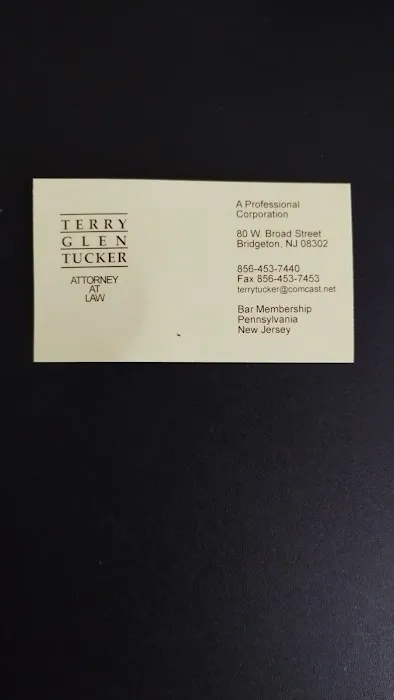 TERRY
GLEN
TUCKER
ATTORNEY
AT
LAW
A Professional
Corporation
80 W. Broad Street
Bridgeton, NJ 08302
856-453-7440
Fax 856-453-7453
terrytucker@comcast.net
Bar Membership
Pennsylvania
New Jersey